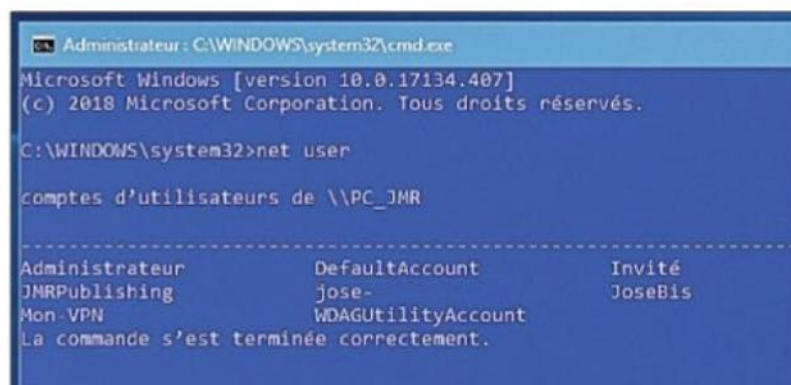 Administrateur : C:\WINDOWS\system32\cmd.exe
Microsoft Windows [version 10.0.17134.407]
(c) 2018 Microsoft Corporation. Tous droits réservés.
C:\WINDOWS\system32>net user
comptes d'utilisateurs de \\PC_JMR
-------------------------------------------------------------------------------
Administrateur DefaultAccount Invité
JMRPublishing jose- JoseBis
Mon-VPN WDAGUtilityAccount
La commande s'est terminée correctement.